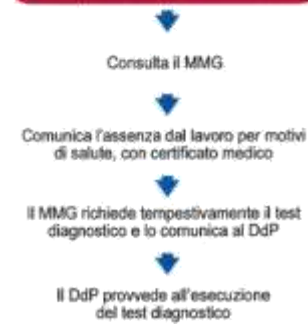 Consulta il MMG
Comunica l'assenza dal lavoro per motivi
di salute, con certificato medico
Il MMG richiede tempestivamente il test
diagnostico e lo comunica al DdP
Il DdP provvede all'esecuzione
del test diagnostico